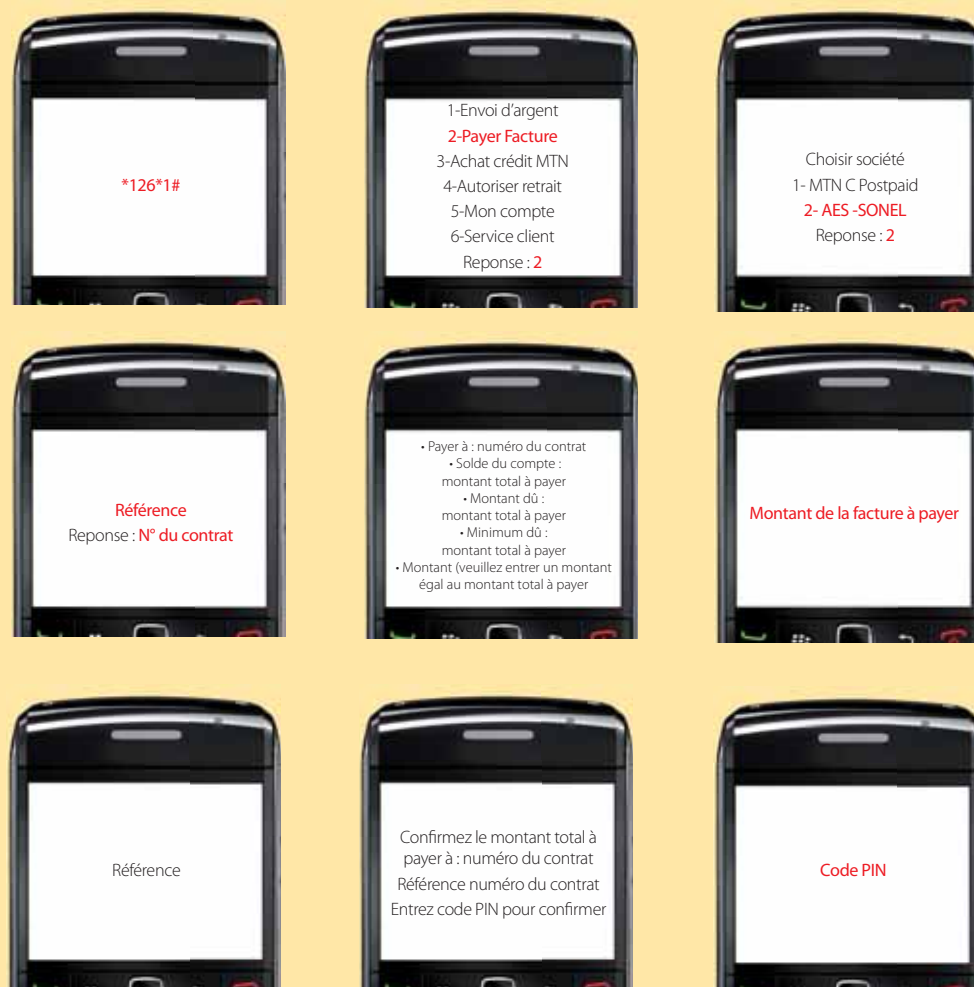 *126*1#
1-Envoi d'argent
2-Payer Facture
3-Achat crédit MTN
4-Autoriser retrait
5-Mon compte
6-Service client
Reponse : 2
Choisir société
1- MTN C Postpaid
2- AES -SONEL
Reponse : 2
Référence
Reponse : N° du contrat
• Payer à : numéro du contrat
• Solde du compte :
montant total à payer
• Montant dû :
montant total à payer
• Minimum dû :
montant total à payer
• Montant (veuillez entrer un montant
égal au montant total à payer
Montant de la facture à payer
Référence
Confirmez le montant total à
payer à : numéro du contrat
Référence numéro du contrat
Entrez code PIN pour confirmer
Code PIN